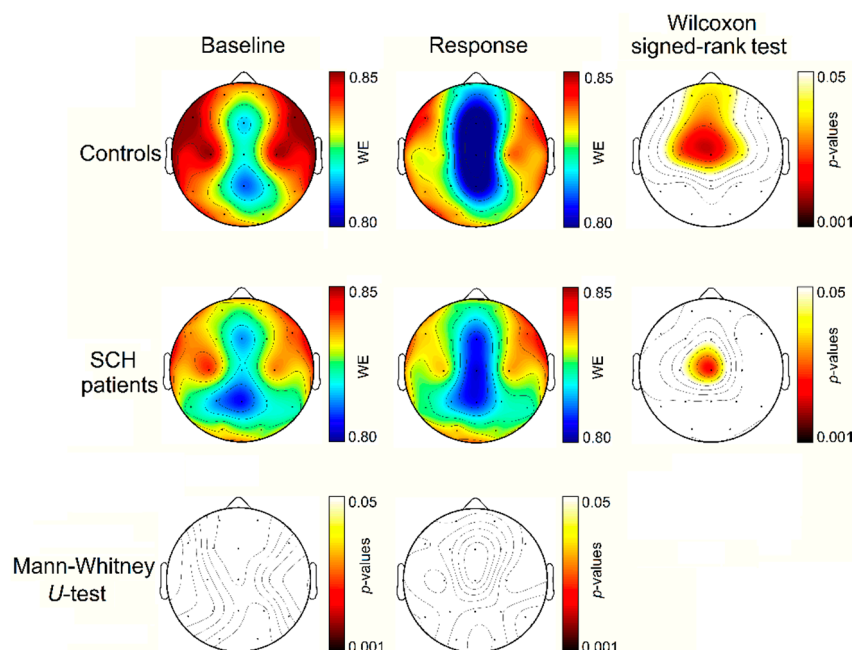 Baseline
Response
Wilcoxon
signed-rank test
Controls
0.85
WE
0.80
0.85
WE
0.80
0.05
p-values
0.001
SCH
patients
0.85
WE
0.80
0.85
WE
0.80
0.05
p-values
0.001
Mann-Whitney
U-test
0.05
p-values
0.001
0.05
p-values
0.001